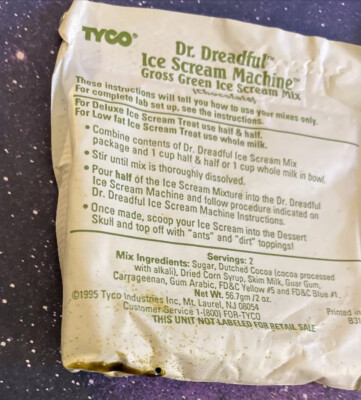 TYCO®
Dr. Dreadful™
Ice Scream Machine™
Gross Green Ice Scream Mix
(chocolate)
These instructions will tell you how to use your mixes only.
For complete lab set up, see the instructions.
For Deluxe Ice Scream Treat use half & half.
For Low fat Ice Scream Treat use whole milk.
• Combine contents of Dr. Dreadful Ice Scream Mix
package and 1 cup half & half or 1 cup whole milk in bowl.
• Stir until mix is thoroughly dissolved.
• Pour half of the Ice Scream Mixture into the Dr. Dreadful
Ice Scream Machine and follow procedure indicated on
Dr. Dreadful Ice Scream Machine Instructions.
• Once made, scoop your Ice Scream into the Dessert
Skull and top off with "ants" and "dirt" toppings!
Servings: 2
Mix Ingredients: Sugar, Dutched Cocoa (cocoa processed
with alkali), Dried Corn Syrup, Skim Milk, Guar Gum,
Carrageenan, Gum Arabic, FD&C Yellow #5 and FD&C Blue #1.
Net Wt. 56.7gm /2 oz.
©1995 Tyco Industries Inc. Mt. Laurel, NJ 08054
Customer Service 1-(800) FOR-TYCO
THIS UNIT NOT LABELED FOR RETAIL SALE
Printed in